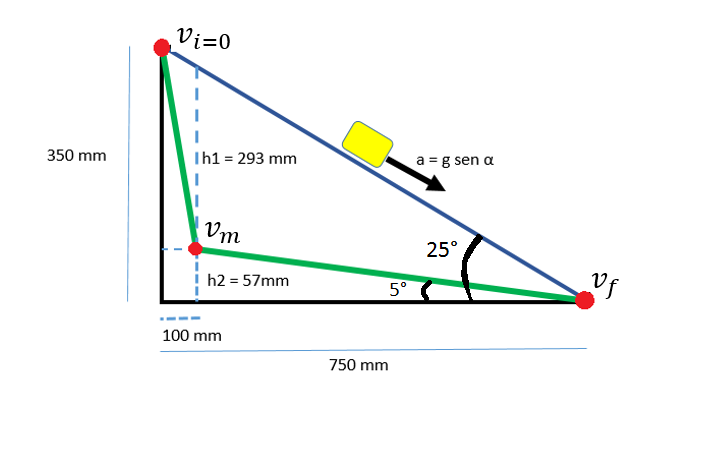 v_{i=0}
350 mm
h1 = 293 mm
a = g sen α
v_m
25°
h2 = 57mm
5°
v_f
100 mm
750 mm